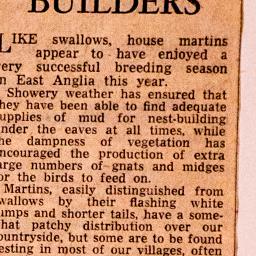 BUILDERS
LIKE swallows, house martins
appear to have enjoyed a
very successful breeding season
in East Anglia this year.
Showery weather has ensured that
they have been able to find adequate
supplies of mud for nest-building
under the eaves at all times, while
the dampness of vegetation has
encouraged the production of extra
large numbers of gnats and midges
for the birds to feed on.
Martins, easily distinguished from
swallows by their flashing white
rumps and shorter tails, have a some-
what patchy distribution over our
countryside, but some are to be found
nesting in most of our villages, often